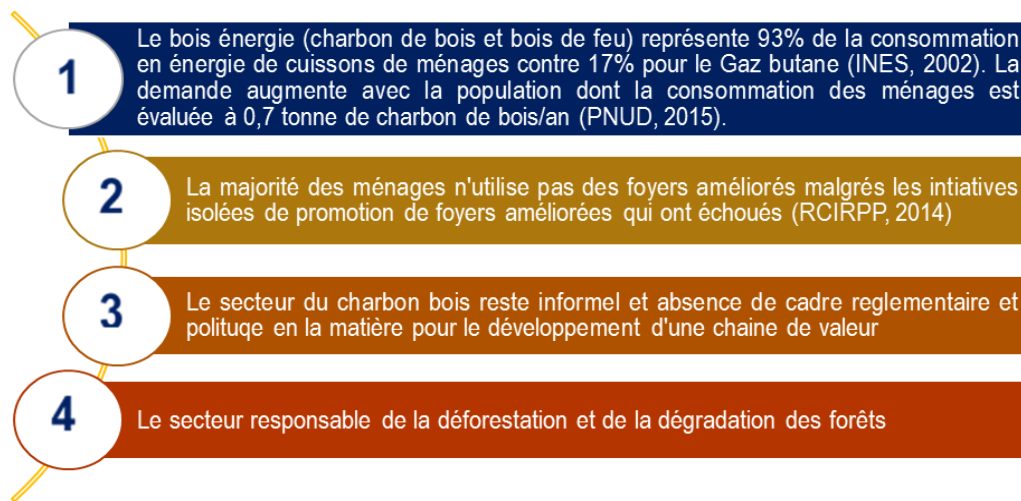 1
Le bois énergie (charbon de bois et bois de feu) représente 93% de la consommation
en énergie de cuissons de ménages contre 17% pour le Gaz butane (INES, 2002). La
demande augmente avec la population dont la consommation des ménages est
évaluée à 0,7 tonne de charbon de bois/an (PNUD, 2015).
2
La majorité des ménages n'utilise pas des foyers améliorés malgrés les intiatives
isolées de promotion de foyers améliorées qui ont échoués (RCIRPP, 2014)
3
Le secteur du charbon bois reste informel et absence de cadre reglementaire et
polituqe en la matière pour le développement d'une chaine de valeur
4
Le secteur responsable de la déforestation et de la dégradation des forêts